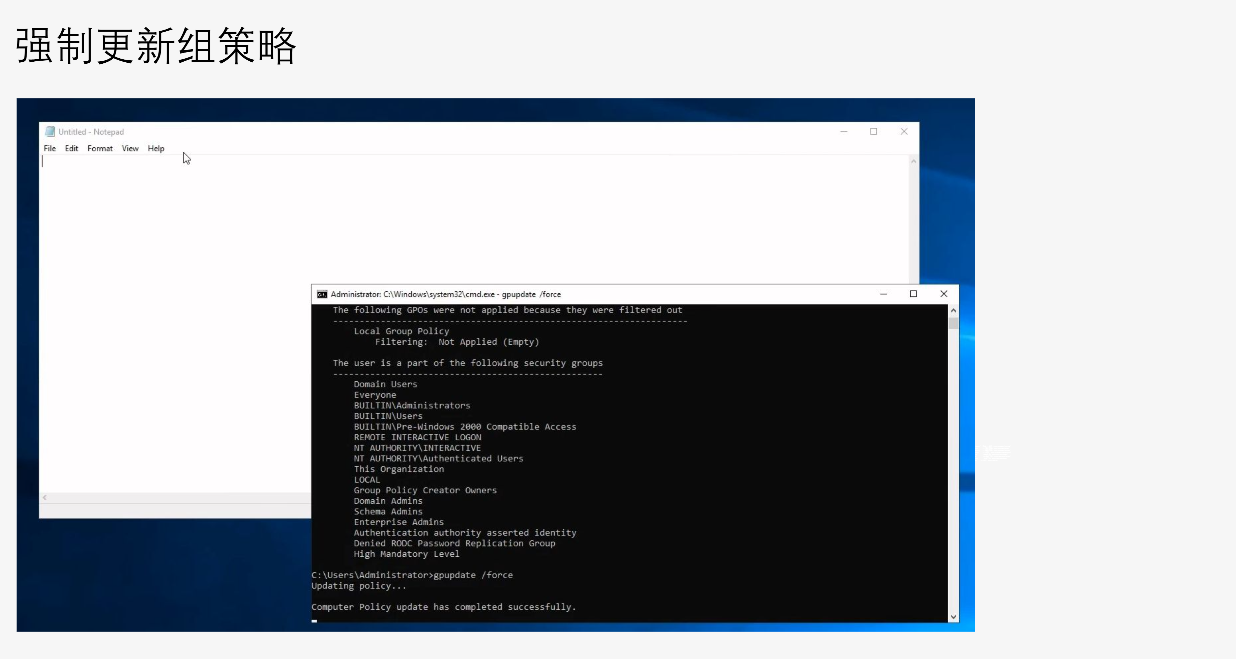 强制更新组策略
Untitled - Notepad
File Edit Format View Help
Administrator: C:\Windows\system32\cmd.exe - gpupdate /force
The following GPOs were not applied because they were filtered out
-------------------------------------------------------------------
Local Group Policy
Filtering: Not Applied (Empty)
The user is a part of the following security groups
---------------------------------------------------
Domain Users
Everyone
BUILTIN\Administrators
BUILTIN\Users
BUILTIN\Pre-Windows 2000 Compatible Access
REMOTE INTERACTIVE LOGON
NT AUTHORITY\INTERACTIVE
NT AUTHORITY\Authenticated Users
This Organization
LOCAL
Group Policy Creator Owners
Domain Admins
Schema Admins
Enterprise Admins
Authentication authority asserted identity
Denied RODC Password Replication Group
High Mandatory Level
C:\Users\Administrator>gpupdate /force
Updating policy...
Computer Policy update has completed successfully.